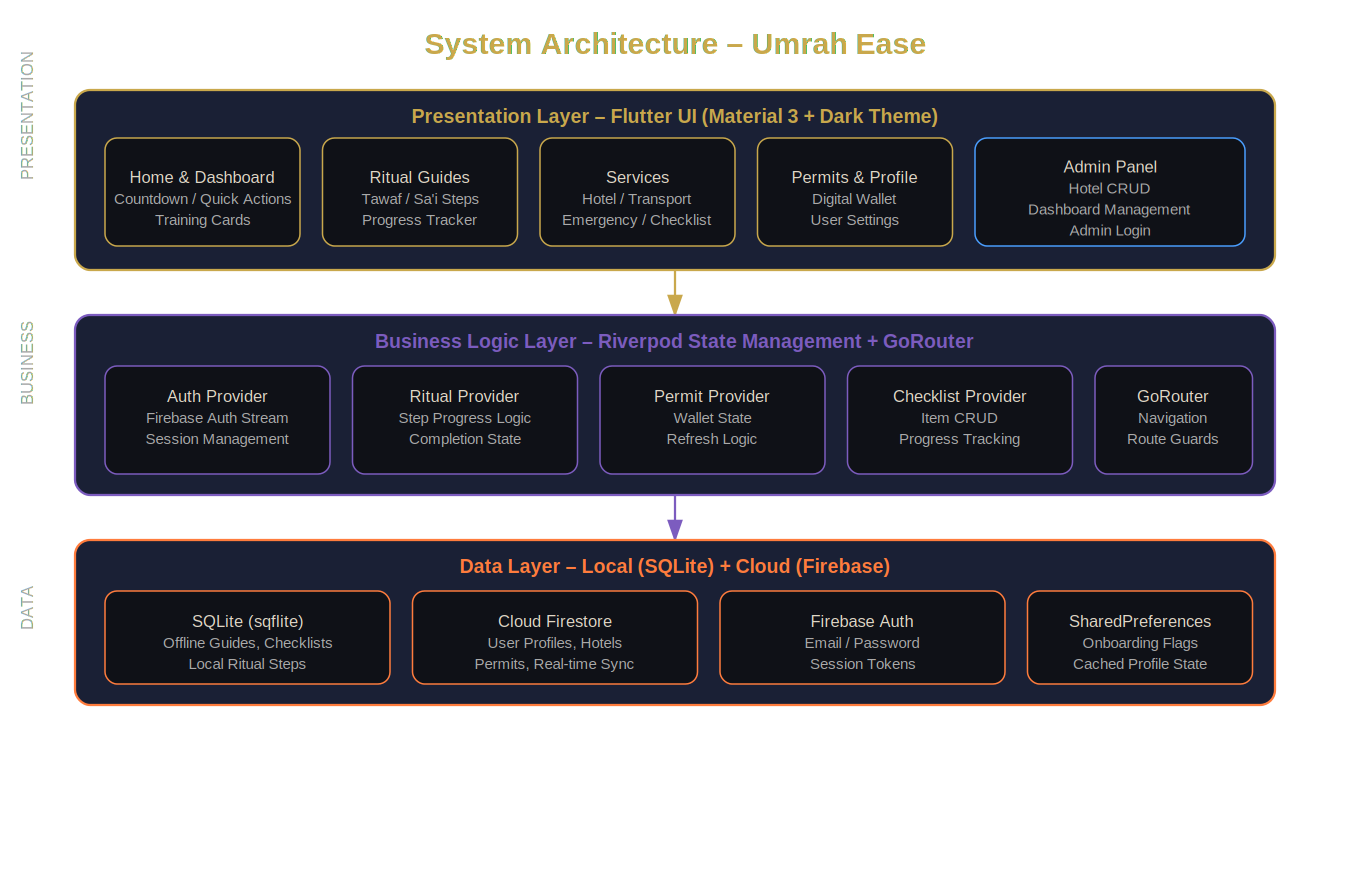 System Architecture – Umrah Ease
PRESENTATION
Presentation Layer – Flutter UI (Material 3 + Dark Theme)
Home & Dashboard
Countdown / Quick Actions
Training Cards
Ritual Guides
Tawaf / Sa'i Steps
Progress Tracker
Services
Hotel / Transport
Emergency / Checklist
Permits & Profile
Digital Wallet
User Settings
Admin Panel
Hotel CRUD
Dashboard Management
Admin Login
BUSINESS
Business Logic Layer – Riverpod State Management + GoRouter
Auth Provider
Firebase Auth Stream
Session Management
Ritual Provider
Step Progress Logic
Completion State
Permit Provider
Wallet State
Refresh Logic
Checklist Provider
Item CRUD
Progress Tracking
GoRouter
Navigation
Route Guards
DATA
Data Layer – Local (SQLite) + Cloud (Firebase)
SQLite (sqflite)
Offline Guides, Checklists
Local Ritual Steps
Cloud Firestore
User Profiles, Hotels
Permits, Real-time Sync
Firebase Auth
Email / Password
Session Tokens
SharedPreferences
Onboarding Flags
Cached Profile State